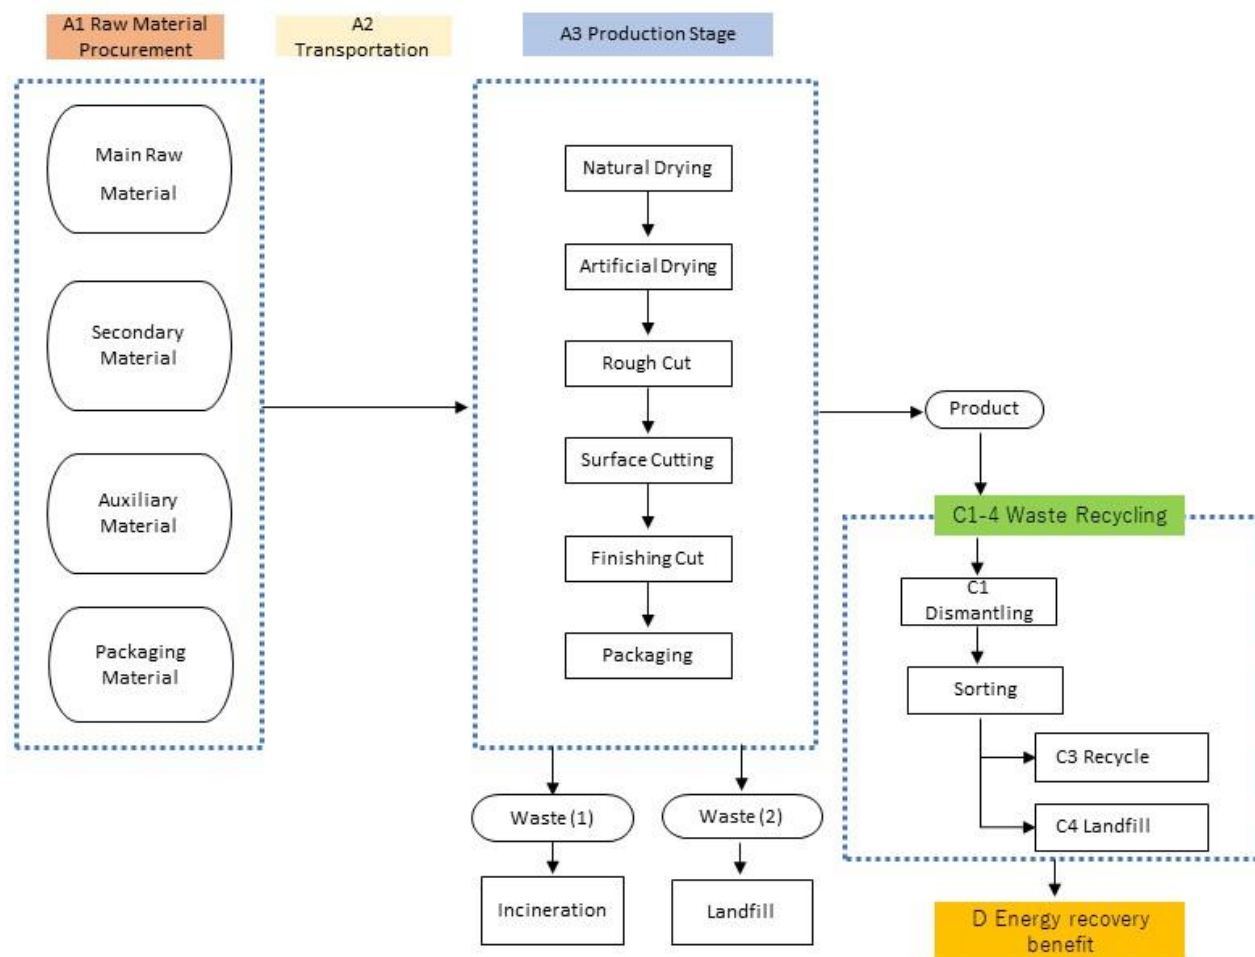 A1 Raw Material
Procurement
A2
Transportation
A3 Production Stage
Main Raw
Material
Secondary
Material
Auxiliary
Material
Packaging
Material
Natural Drying
Artificial Drying
Rough Cut
Surface Cutting
Finishing Cut
Packaging
Waste (1)
Waste (2)
Incineration
Landfill
Product
C1-4 Waste Recycling
C1
Dismantling
Sorting
C3 Recycle
C4 Landfill
D Energy recovery
benefit